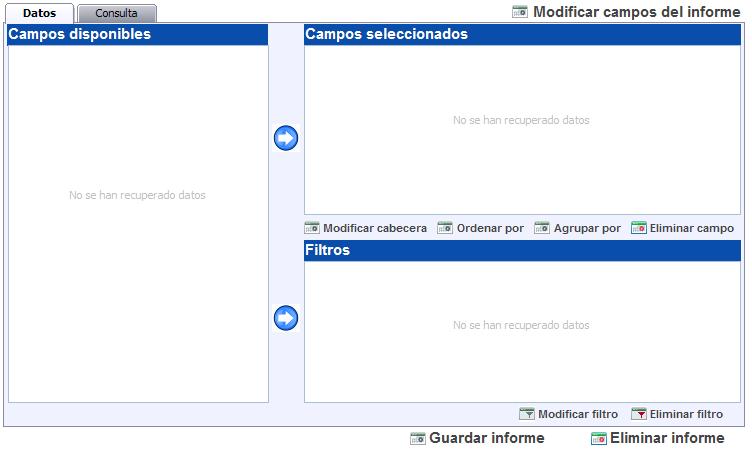 Datos Consulta Modificar campos del informe
Campos disponibles Campos seleccionados
No se han recuperado datos
No se han recuperado datos
Modificar cabecera Ordenar por Agrupar por Eliminar campo
Filtros
No se han recuperado datos
Modificar filtro Eliminar filtro
Guardar informe Eliminar informe